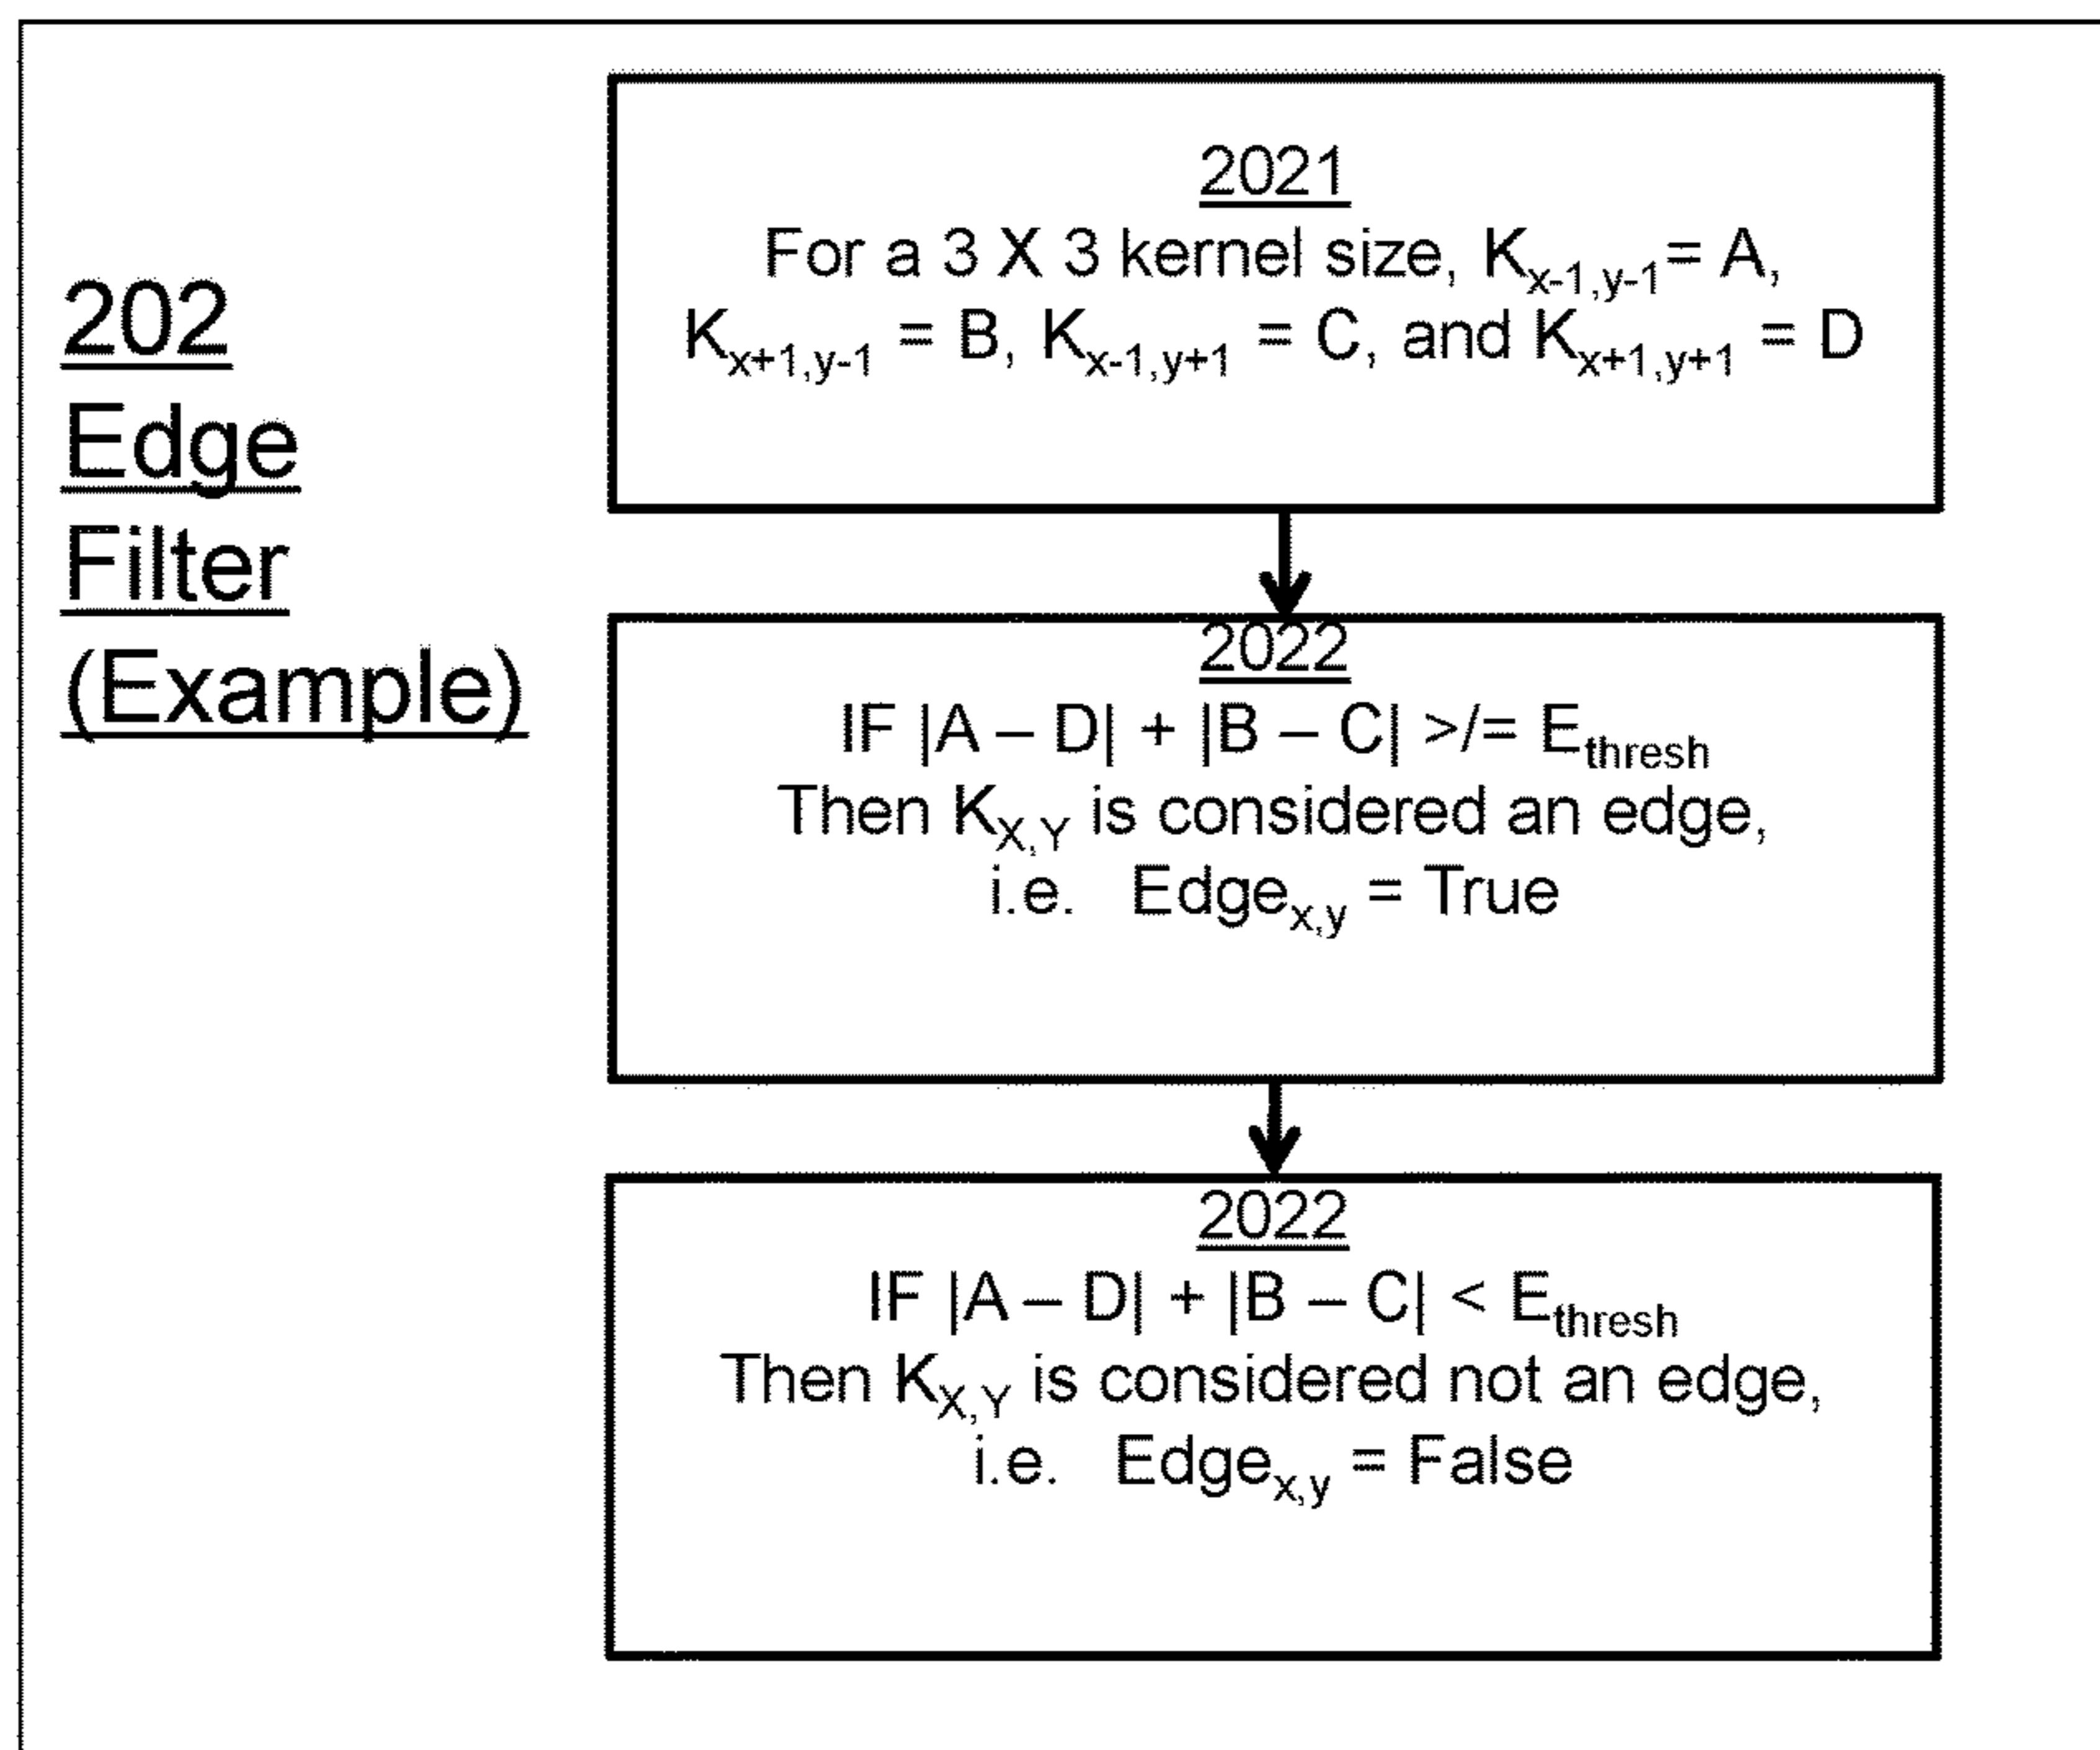 202
Edge
Filter
(Example)
2021
For a 3 X 3 kernel size, Kx-1,y-1= A,
Kx+1,y-1 = B, Kx-1,y+1 = C, and Kx+1,y+1 = D
2022
IF |A – D| + |B – C| >/= Ethresh
Then KX,Y is considered an edge,
i.e. Edgex,y = True
2022
IF |A – D| + |B – C| < Ethresh
Then KX,Y is considered not an edge,
i.e. Edgex,y = False